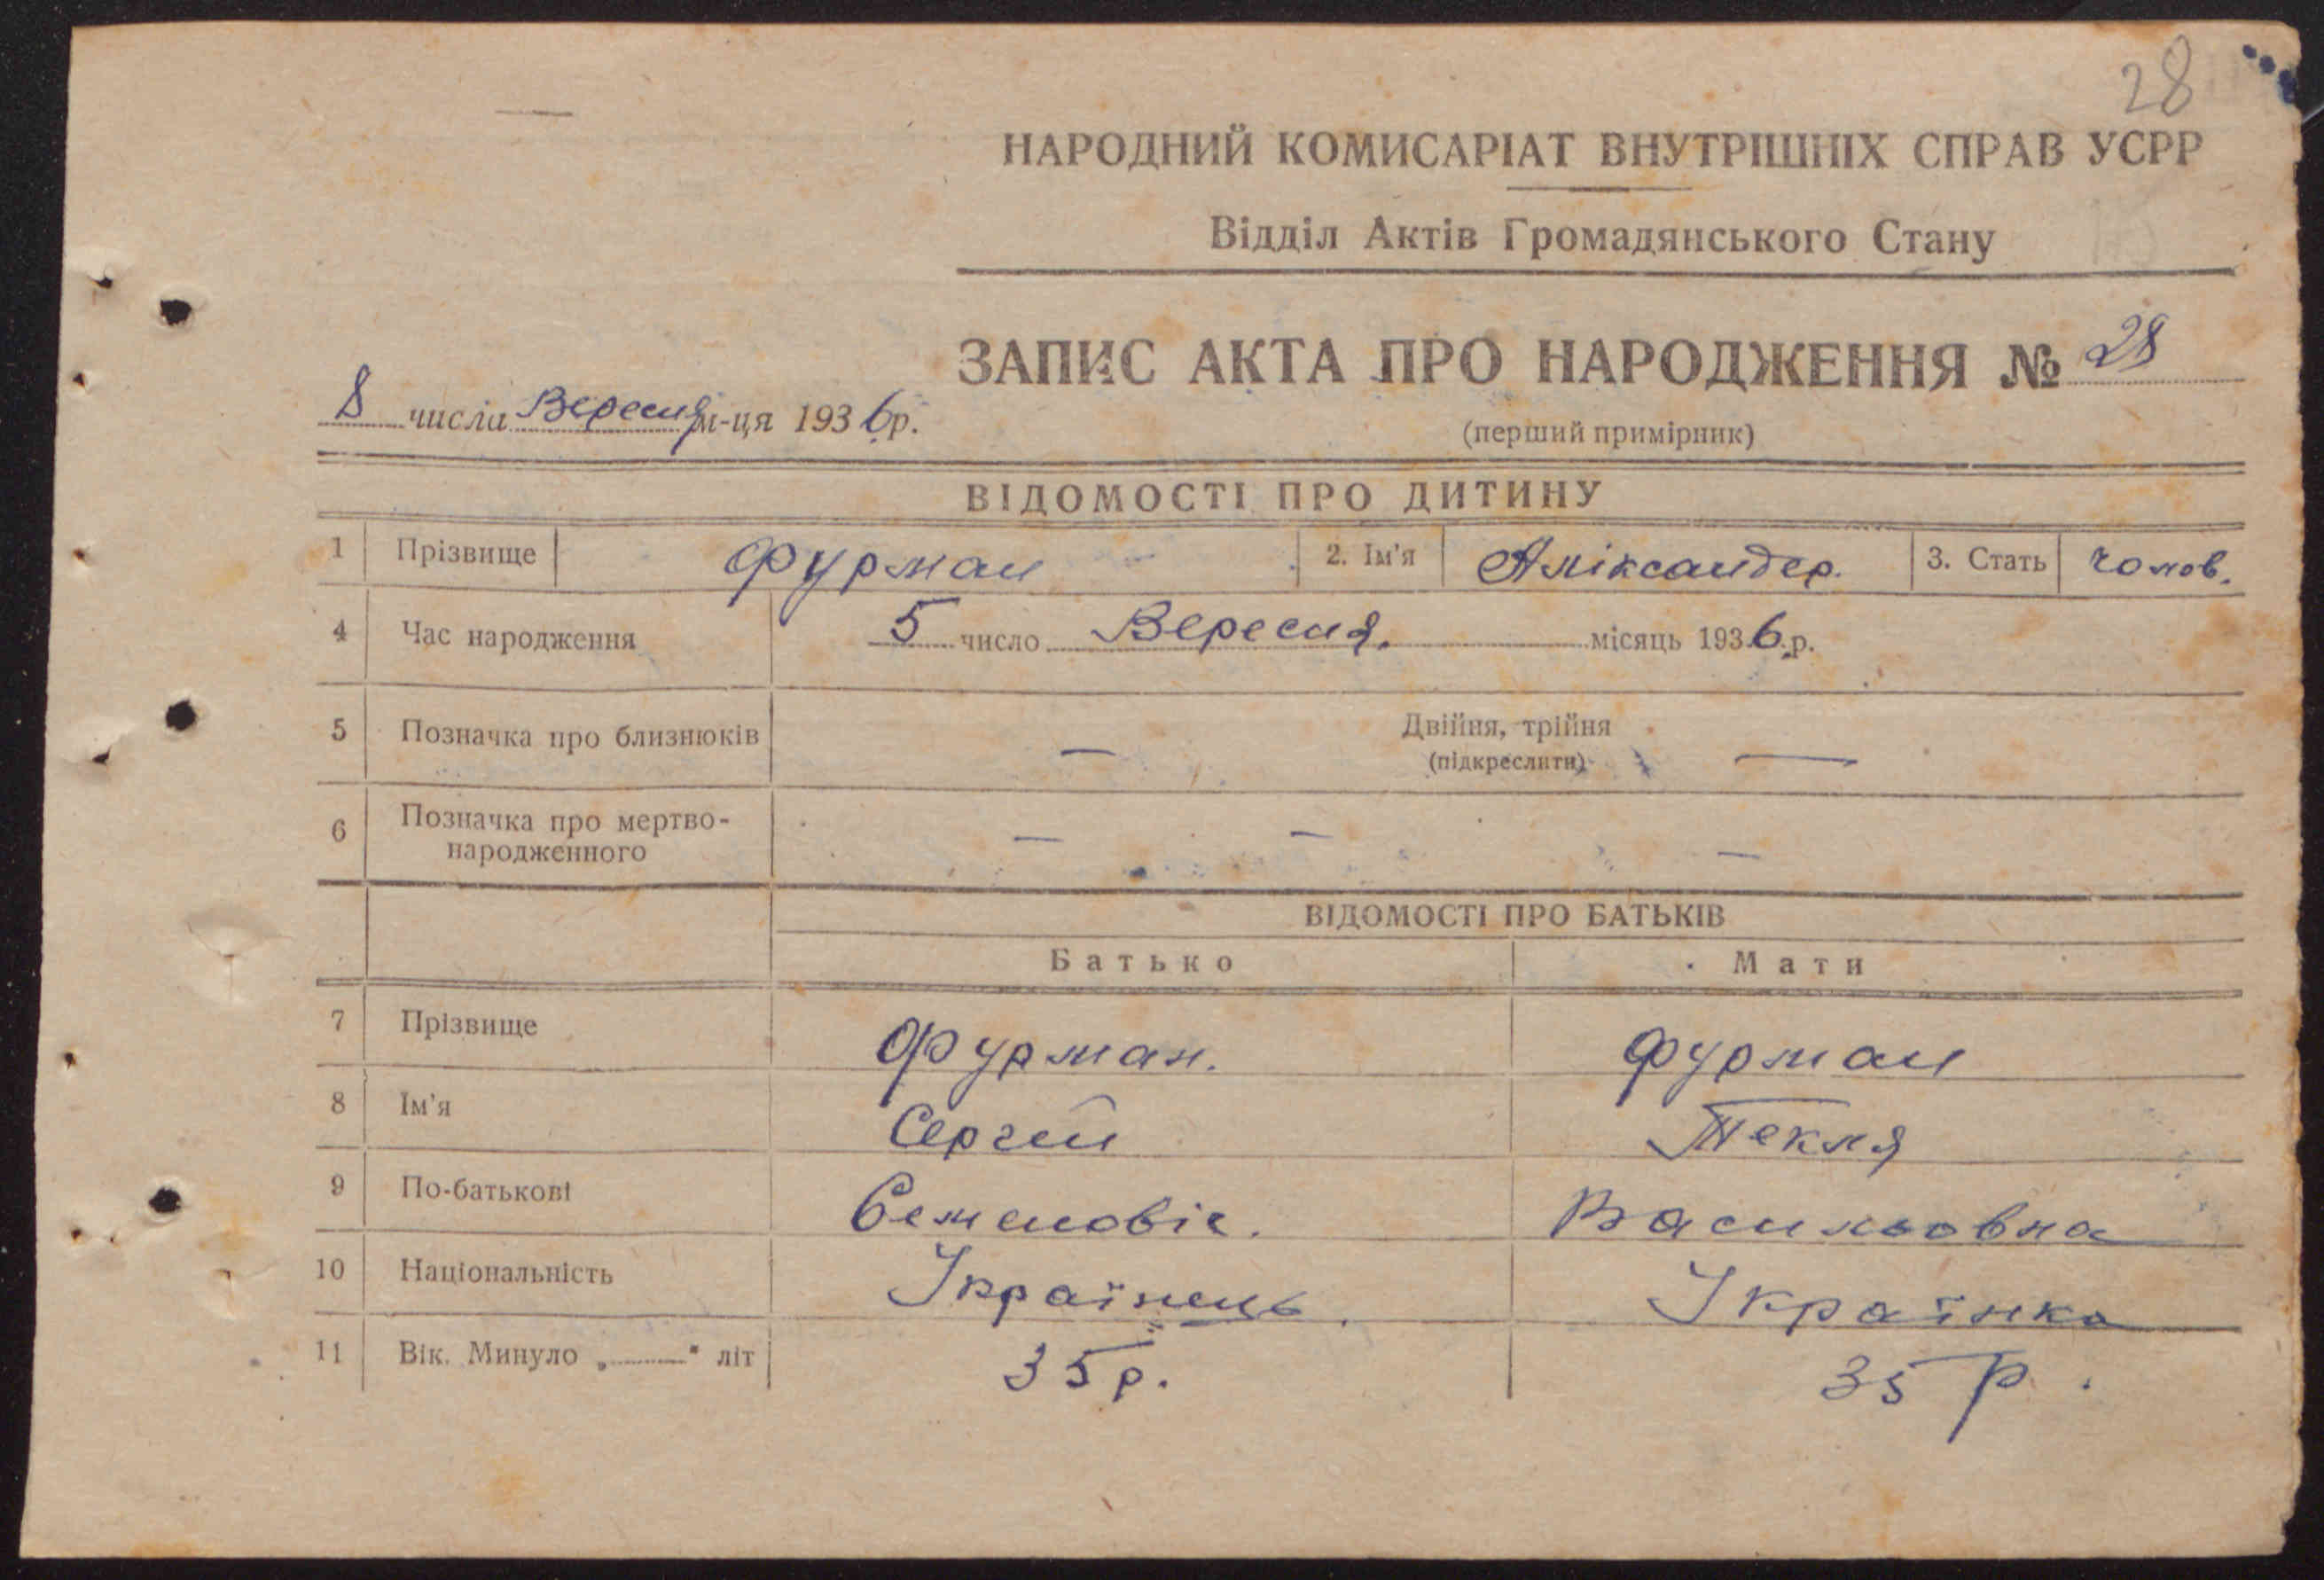 28
НАРОДНИЙ КОМИСАРІАТ ВНУТРІШНІХ СПРАВ УСРР
Відділ Актів Громадянського Стану
ЗАПИС АКТА ПРО НАРОДЖЕННЯ № 28
8 числа Вересня м-ця 1936 р.
(перший примірник)
ВІДОМОСТІ ПРО ДИТИНУ
1 Прізвище Фурман 2. Ім'я Аліксандер. 3. Стать чолов.
4 Час народження 5 число Вересня. місяць 1936 р.
5 Позначка про близнюків — Двійня, трійня —
(підкреслити)
6 Позначка про мертво-
народженного — — —
ВІДОМОСТІ ПРО БАТЬКІВ
Батько Мати
7 Прізвище Фурман. Фурман
8 Ім'я Сергей Текля
9 По-батькові Семеновіч. Васильовна
10 Національність Українець. Українка
11 Вік. Минуло „ " літ 35 р. 35 р.